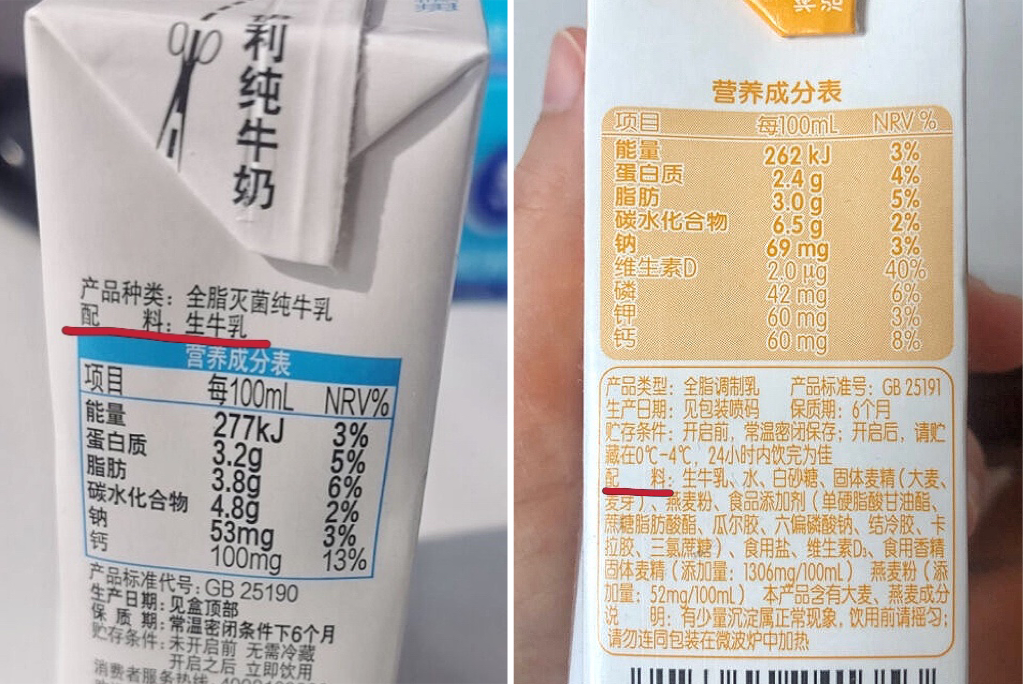 利纯牛奶
产品种类：全脂灭菌纯牛乳
配 料：生牛乳
营养成分表
项目 每100mL NRV%
能量 277kJ 3%
蛋白质 3.2g 5%
脂肪 3.8g 6%
碳水化合物 4.8g 2%
钠 53mg 3%
钙 100mg 13%
产品标准代号：GB 25190
生产日期：见盒顶部
保 质 期：常温密闭条件下6个月
贮存条件：未开启前 无需冷藏
开启之后 立即饮用
消费者服务热线：
营养成分表
项目 每100mL NRV%
能量 262 kJ 3%
蛋白质 2.4 g 4%
脂肪 3.0 g 5%
碳水化合物 6.5 g 2%
钠 69 mg 3%
维生素D 2.0 μg 40%
磷 42 mg 6%
钾 60 mg 3%
钙 60 mg 8%
产品类型：全脂调制乳 产品标准号：GB 25191
生产日期：见包装喷码 保质期：6个月
贮存条件：开启前，常温密闭保存；开启后，请贮
藏在0℃-4℃，24小时内饮完为佳
配 料：生牛乳、水、白砂糖、固体麦精（大麦、
麦芽）、燕麦粉、食品添加剂（单硬脂酸甘油酯、
蔗糖脂肪酸酯、瓜尔胶、六偏磷酸钠、结冷胶、卡
拉胶、三氯蔗糖）、食用盐、维生素D₃、食用香精
固体麦精（添加量：1306mg/100mL） 燕麦粉（添
加量：52mg/100mL） 本产品含有大麦、燕麦成分
说 明：有少量沉淀属正常现象，饮用前请摇匀；
请勿连同包装在微波炉中加热